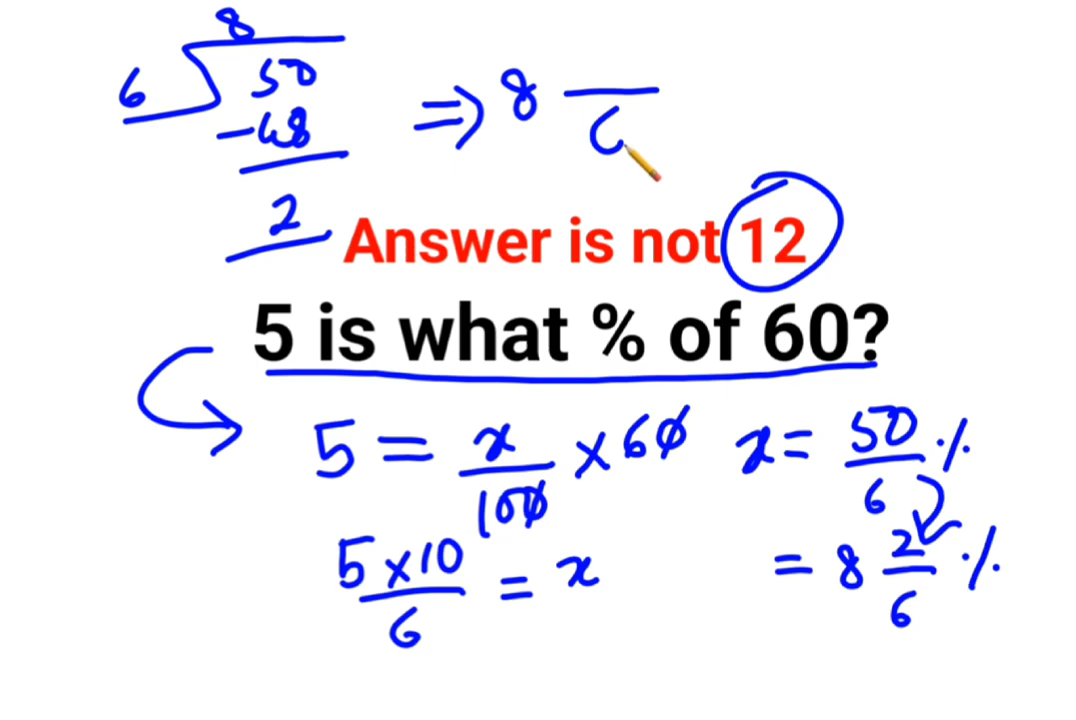 8
6 50
-48
2
⇒ 8 —/6
Answer is not 12
5 is what % of 60?
5 = x/100 × 60
5 × 10/6 = x
x = 50/6 %
= 8 2/6 %